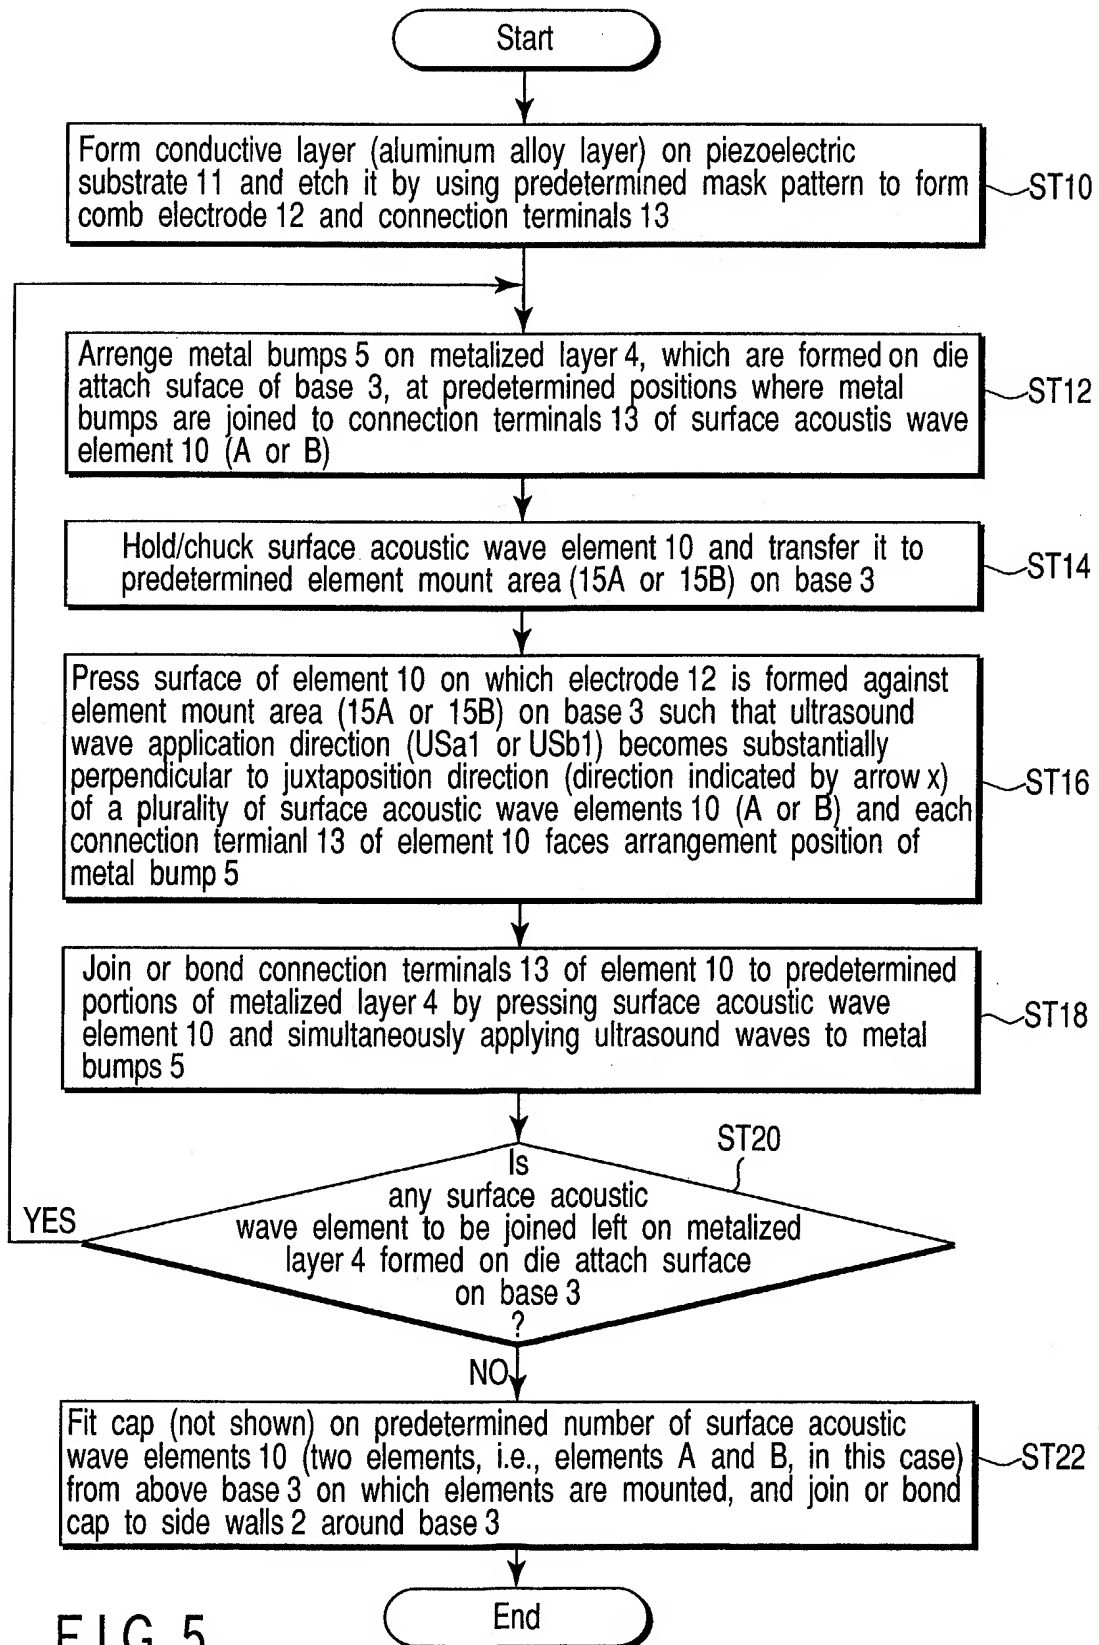 Start
Form conductive layer (aluminum alloy layer) on piezoelectric
substrate 11 and etch it by using predetermined mask pattern to form
comb electrode 12 and connection terminals 13
ST10
Arrenge metal bumps 5 on metalized layer 4, which are formed on die
attach suface of base 3, at predetermined positions where metal
bumps are joined to connection terminals 13 of surface acoustis wave
element 10 (A or B)
ST12
Hold/chuck surface acoustic wave element 10 and transfer it to
predetermined element mount area (15A or 15B) on base 3
ST14
Press surface of element 10 on which electrode 12 is formed against
element mount area (15A or 15B) on base 3 such that ultrasound
wave application direction (USa1 or USb1) becomes substantially
perpendicular to juxtaposition direction (direction indicated by arrow x)
of a plurality of surface acoustic wave elements 10 (A or B) and each
connection termianl 13 of element 10 faces arrangement position of
metal bump 5
ST16
Join or bond connection terminals 13 of element 10 to predetermined
portions of metalized layer 4 by pressing surface acoustic wave
element 10 and simultaneously applying ultrasound waves to metal
bumps 5
ST18
ST20
Is
any surface acoustic
wave element to be joined left on metalized
layer 4 formed on die attach surface
on base 3
?
YES
NO
Fit cap (not shown) on predetermined number of surface acoustic
wave elements 10 (two elements, i.e., elements A and B, in this case)
from above base 3 on which elements are mounted, and join or bond
cap to side walls 2 around base 3
ST22
End
FIG. 5